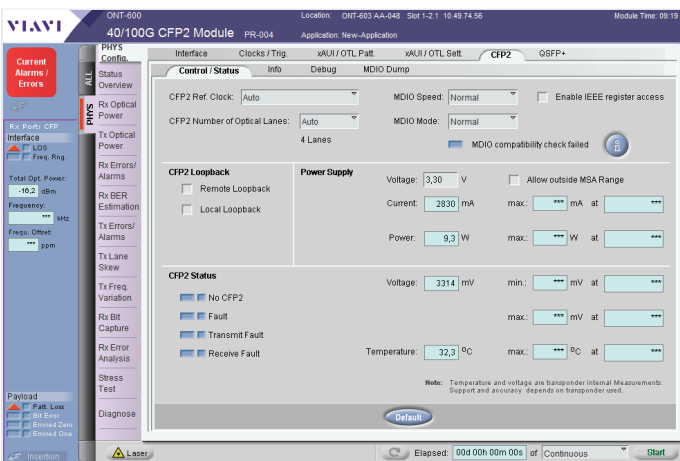 VIAVI
ONT-600
Location: ONT-603 AA-048 Slot 1-2.1 10.49.74.56
Module Time: 09:19
40/100G CFP2 Module PR-004
Application: New-Application
Current
Alarms /
Errors
Rx Port: CFP
Interface
LOS
Freq. Rng.
Total Opt. Power:
-16,2 dBm
Frequency:
*** kHz
Frequ. Offset:
*** ppm
Payload
Patt. Loss
Bit Error
Errored Zero
Errored One
Insertion
ALL
PHYS
PHYS
Config.
Status
Overview
Rx Optical
Power
Tx Optical
Power
Rx Errors/
Alarms
Rx BER
Estimation
Tx Errors/
Alarms
Tx Lane
Skew
Tx Freq.
Variation
Rx Bit
Capture
Rx Error
Analysis
Stress
Test
Diagnose
Interface Clocks / Trig. xAUI / OTL Patt. xAUI / OTL Sett. CFP2 QSFP+
Control / Status Info Debug MDIO Dump
CFP2 Ref. Clock: Auto MDIO Speed: Normal Enable IEEE register access
CFP2 Number of Optical Lanes: Auto MDIO Mode: Normal
4 Lanes MDIO compatibility check failed
CFP2 Loopback
Remote Loopback
Local Loopback
Power Supply
Voltage: 3,30 V Allow outside MSA Range
Current: 2830 mA max.: *** mA at ***
Power: 9,3 W max.: *** W at ***
CFP2 Status
No CFP2
Fault
Transmit Fault
Receive Fault
Voltage: 3314 mV min.: *** mV at ***
max.: *** mV at ***
Temperature: 32,3 °C max.: *** °C at ***
Note: Temperature and voltage are transponder internal Measurements.
Support and accuracy depends on transponder used.
Default
Laser
Elapsed: 00d 00h 00m 00s of Continuous Start